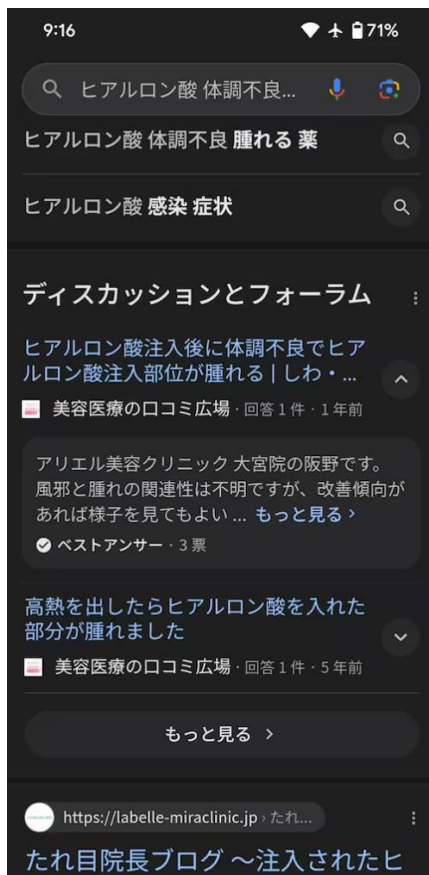 9:16
71%
ヒアルロン酸 体調不良...
ヒアルロン酸 体調不良 腫れる 薬
ヒアルロン酸 感染 症状
ディスカッションとフォーラム
ヒアルロン酸注入後に体調不良でヒア
ルロン酸注入部位が腫れる | しわ・...
美容医療の口コミ広場 · 回答1件 · 1年前
アリエル美容クリニック 大宮院の阪野です。
風邪と腫れの関連性は不明ですが、改善傾向が
あれば様子を見てもよい ... もっと見る
ベストアンサー · 3票
高熱を出したらヒアルロン酸を入れた
部分が腫れました
美容医療の口コミ広場 · 回答1件 · 5年前
もっと見る
https://labelle-miraclinic.jp › たれ...
たれ目院長ブログ 〜注入されたヒ